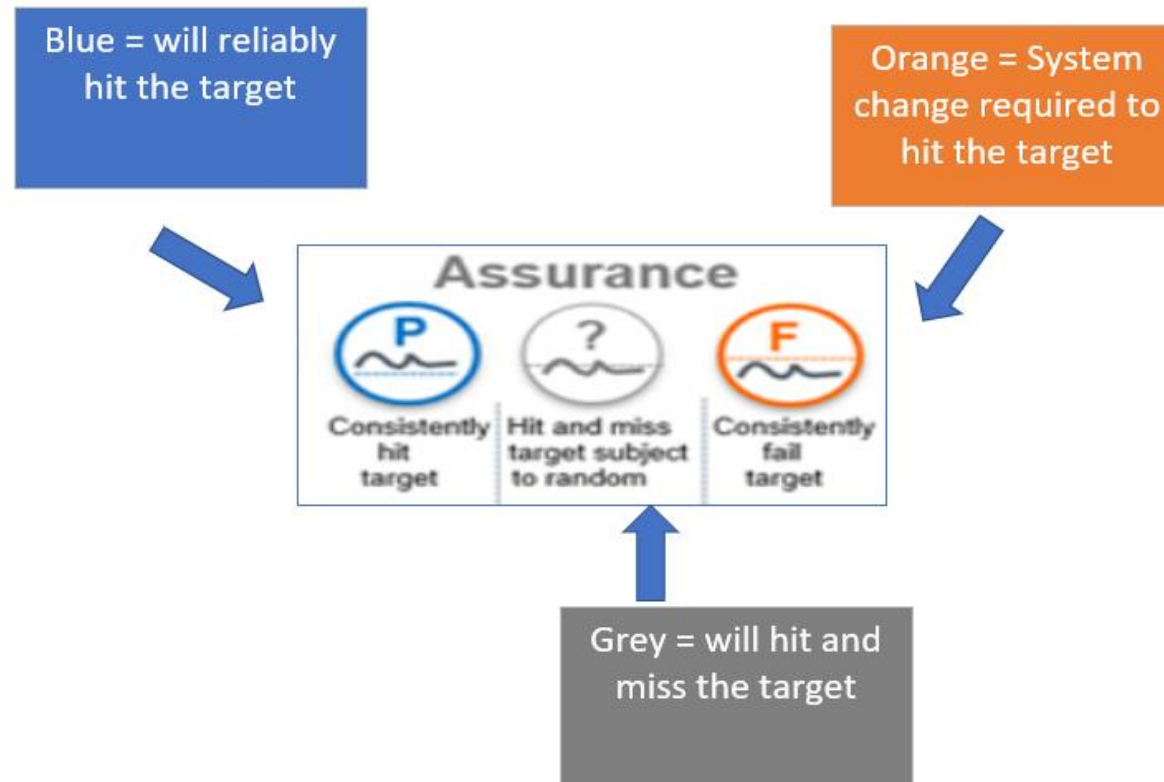 Blue = will reliably
hit the target
Orange = System
change required to
hit the target
Assurance
P
?
F
Consistently
hit
target
Hit and miss
target subject
to random
Consistently
fail
target
Grey = will hit and
miss the target